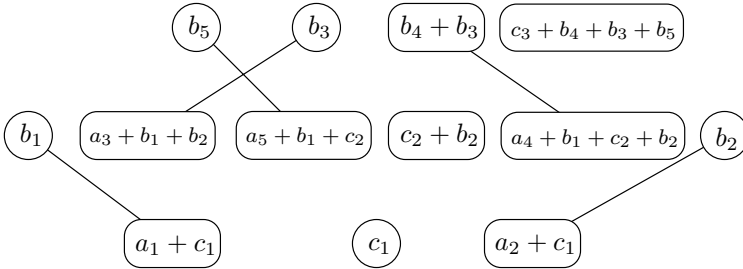 b₅ b₃ b₄ + b₃ c₃ + b₄ + b₃ + b₅
b₁ a₃ + b₁ + b₂ a₅ + b₁ + c₂ c₂ + b₂ a₄ + b₁ + c₂ + b₂ b₂
a₁ + c₁ c₁ a₂ + c₁